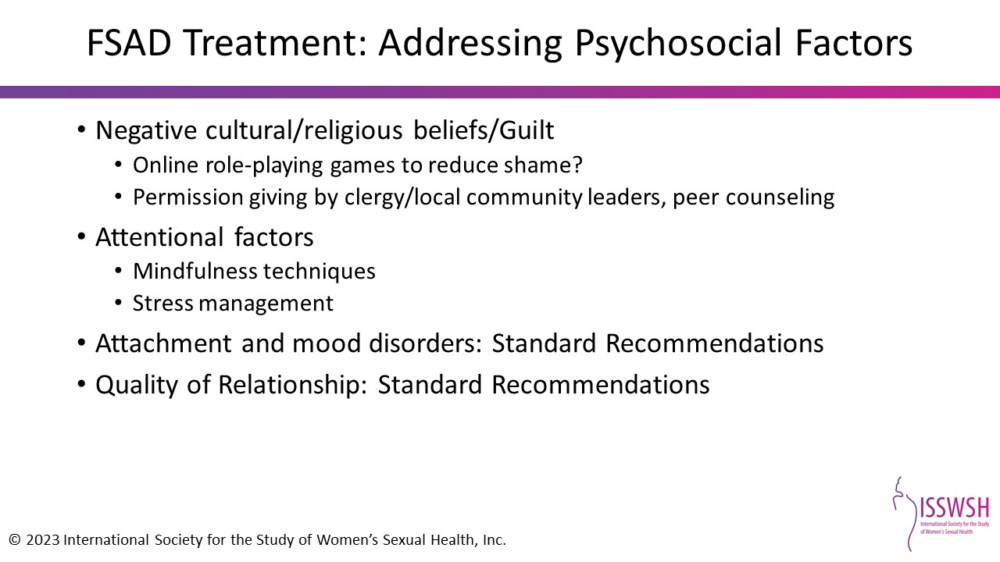 FSAD Treatment: Addressing Psychosocial Factors
• Negative cultural/religious beliefs/Guilt
• Online role-playing games to reduce shame?
• Permission giving by clergy/local community leaders, peer counseling
• Attentional factors
• Mindfulness techniques
• Stress management
• Attachment and mood disorders: Standard Recommendations
• Quality of Relationship: Standard Recommendations
ISSWSH
International Society for the Study
of Women's Sexual Health
© 2023 International Society for the Study of Women’s Sexual Health, Inc.